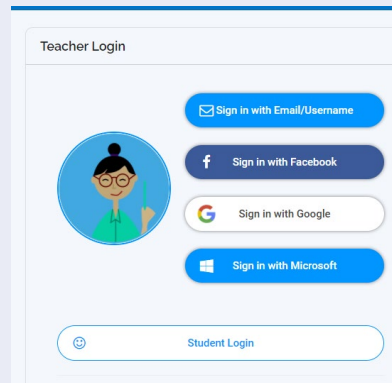 Teacher Login
Sign in with Email/Username
Sign in with Facebook
Sign in with Google
Sign in with Microsoft
Student Login